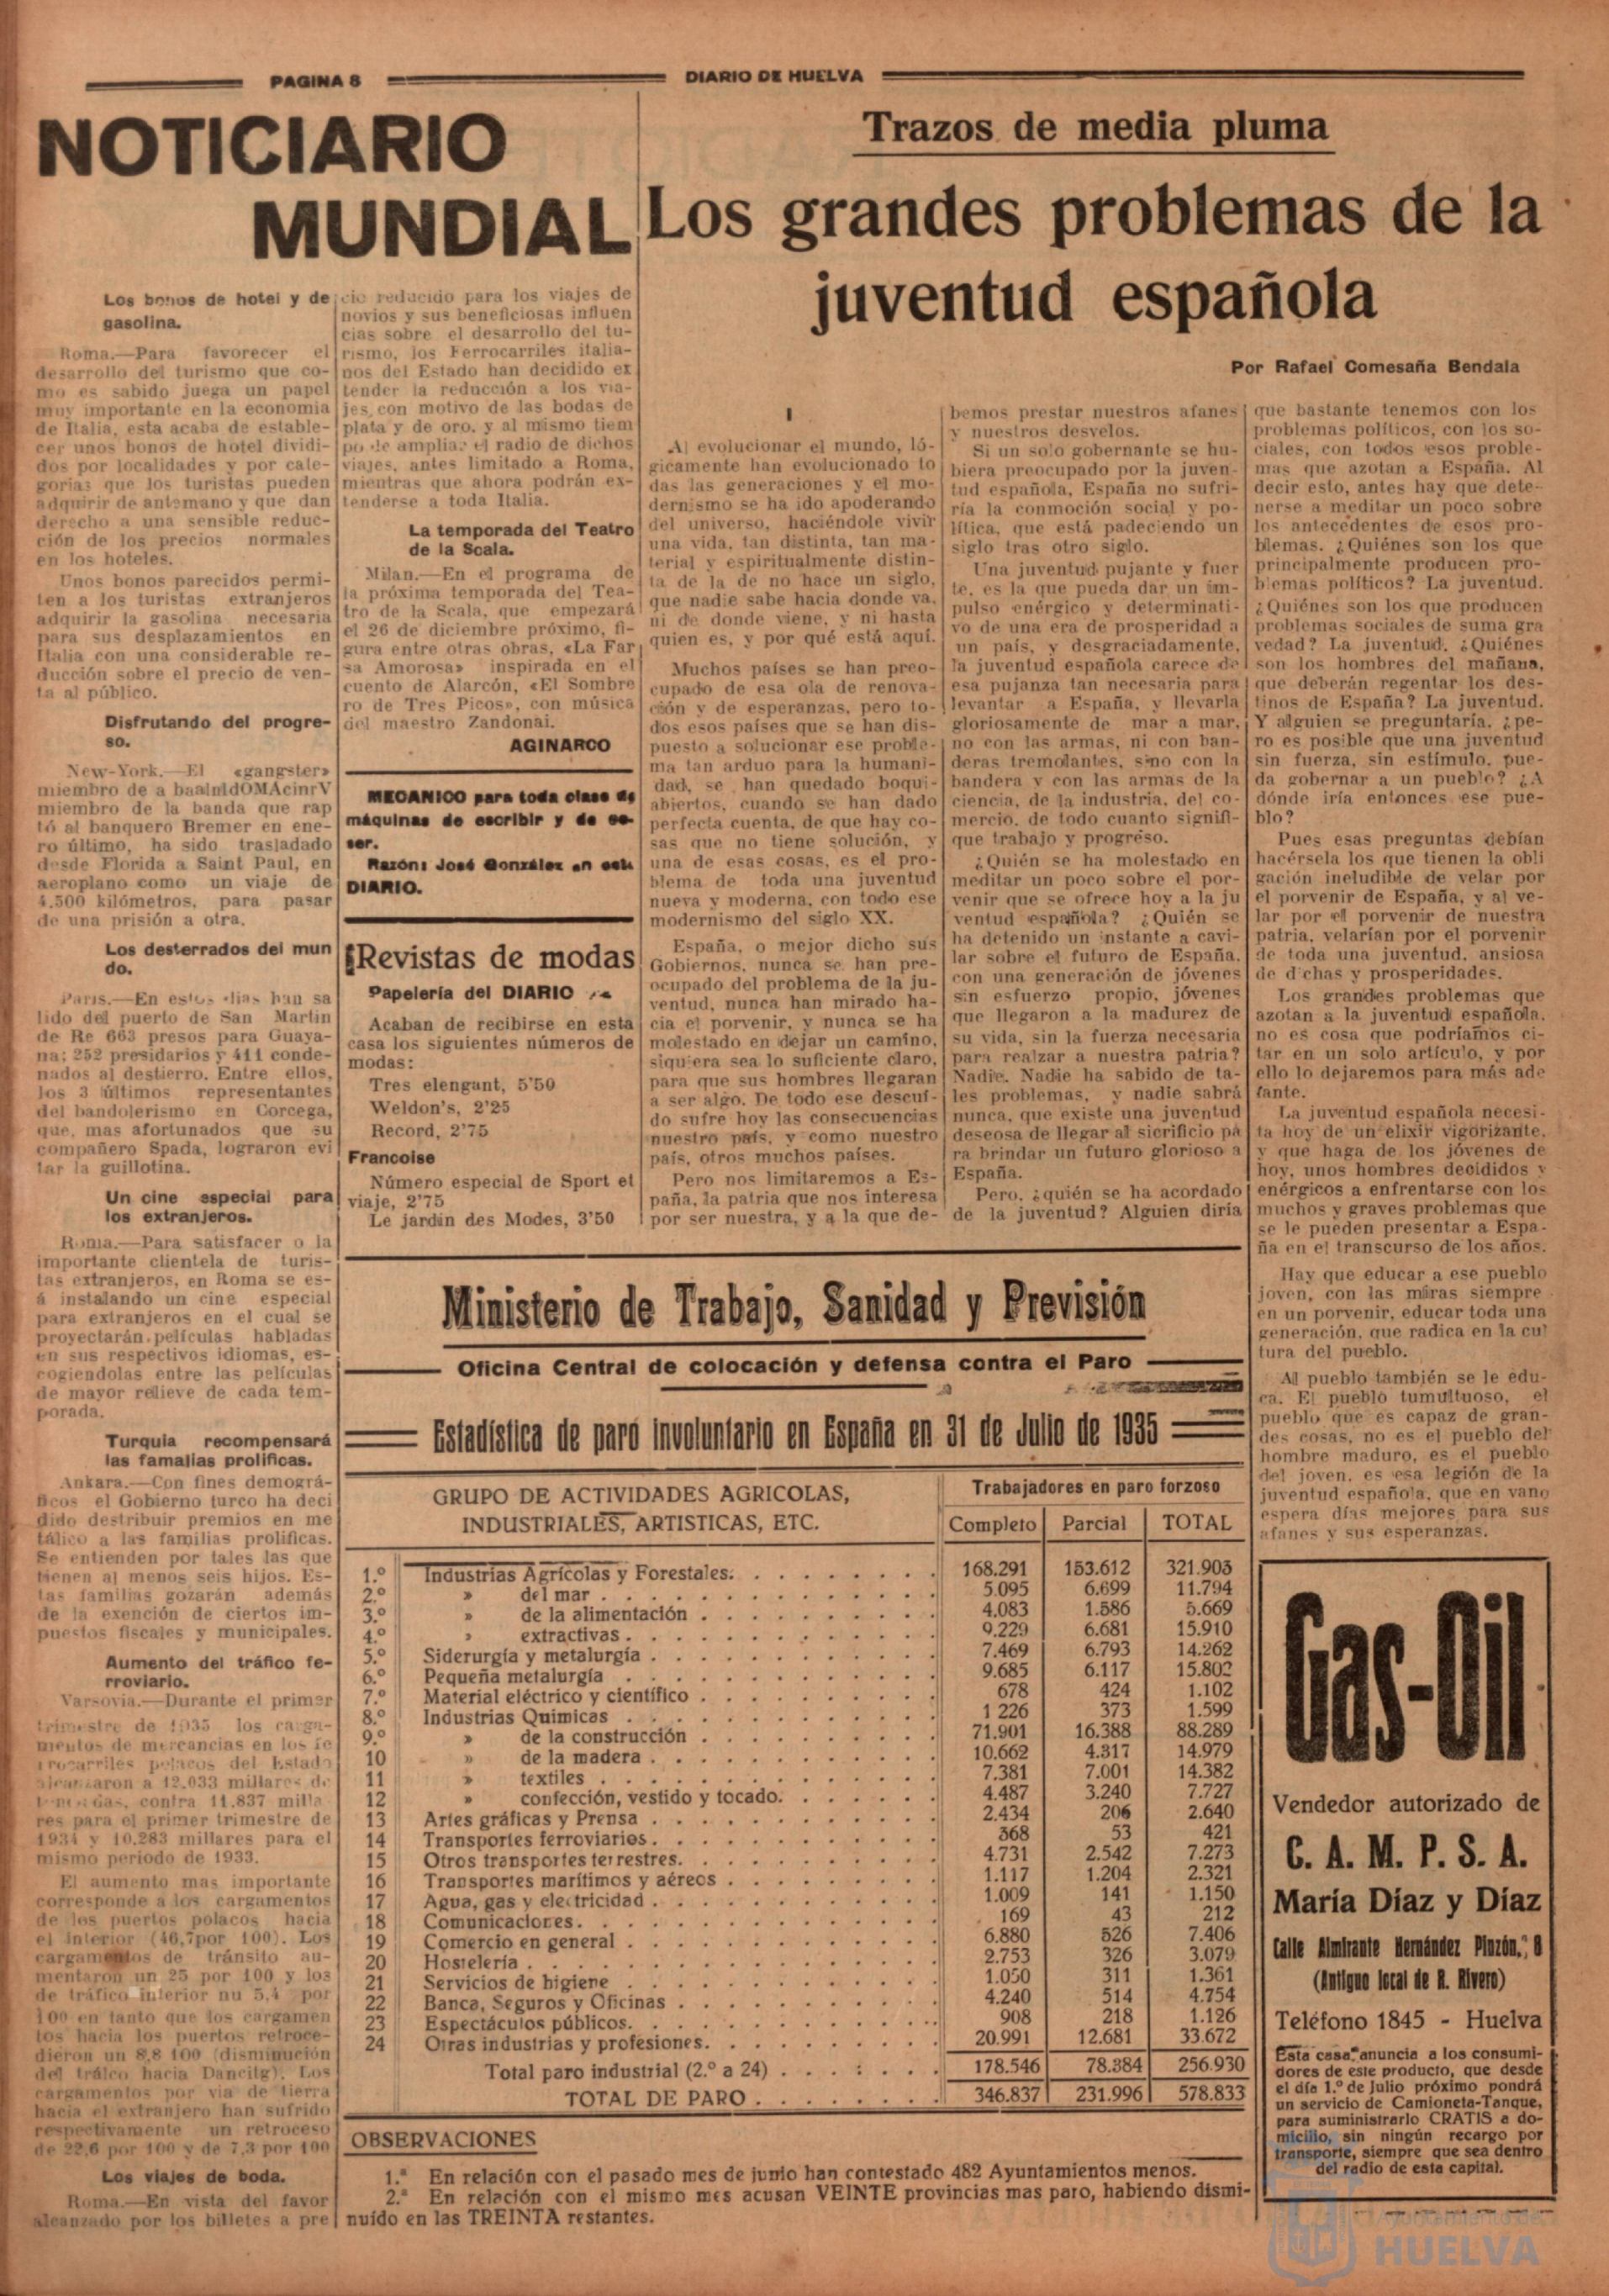 PAGINA 8
DIARIO DE HUELVA
NOTICIARIO
MUNDIAL
Los bonos de hotel y de
gasolina.
Roma.—Para favorecer el
desarrollo del turismo que co-
mo es sabido juega un papel
muy importante en la economia
de Italia, esta acaba de estable-
cer unos bonos de hotel dividi-
dos por localidades y por cate-
gorias que los turistas pueden
adquirir de antemano y que dan
derecho a una sensible reduc-
ción de los precios normales
en los hoteles.
Unos bonos parecidos permi-
ten a los turistas extranjeros
adquirir la gasolina necesaria
para sus desplazamientos en
Italia con una considerable re-
ducción sobre el precio de ven-
ta al público.
Disfrutando del progre-
so.
New-York.—El «gangster»
miembro de a baalnldOMAcinrV
miembro de la banda que rap
tó al banquero Bremer en ene-
ro último, ha sido trasladado
desde Florida a Saint Paul, en
aeroplano como un viaje de
4.500 kilómetros, para pasar
de una prisión a otra.
Los desterrados del mun
do.
Paris.—En estos dias han sa
lido del puerto de San Martin
de Re 663 presos para Guaya-
na; 252 presidarios y 411 conde-
nados al destierro. Entre ellos,
los 3 últimos representantes
del bandolerismo en Corcega,
que, mas afortunados que su
compañero Spada, lograron evi
tar la guillotina.
Un cine especial para
los extranjeros.
Roma.—Para satisfacer o la
importante clientela de turis-
tas extranjeros, en Roma se es-
á instalando un cine especial
para extranjeros en el cual se
proyectarán películas habladas
en sus respectivos idiomas, es-
cogiendolas entre las películas
de mayor relieve de cada tem-
porada.
Turquia recompensará
las famalias prolificas.
Ankara.—Con fines demográ-
ficos el Gobierno turco ha deci
dido distribuir premios en me
tálico a las familias prolificas.
Se entienden por tales las que
tienen al menos seis hijos. Es-
tas familias gozarán además
de la exención de ciertos im-
puestos fiscales y municipales.
Aumento del tráfico fe-
rroviario.
Varsovia.—Durante el primer
trimestre de 1935 los carga-
mentos de mercancias en los fe
rrocarriles polacos del Estado
alcanzaron a 12.033 millares de
toneladas, contra 11.837 milla
res para el primer trimestre de
1934 y 10.283 millares para el
mismo periodo de 1933.
El aumento mas importante
corresponde a los cargamentos
de los puertos polacos hacia
el interior (46,7por 100). Los
cargamentos de tránsito au-
mentaron un 25 por 100 y los
de tráfico interior nu 5,4 por
100 en tanto que los cargamen
tos hacia los puertos retroce-
dieron un 8,8 100 (disminución
del tráfco hacia Dancitg). Los
cargamentos por via de tierra
hacia el extranjero han sufrido
respectivamente un retroceso
de 22,6 por 100 y de 7,3 por 100
Los viajes de boda.
Roma.—En vista del favor
alcanzado por los billetes a pre
cio reducido para los viajes de
novios y sus beneficiosas influen
cias sobre el desarrollo del tu-
rismo, los Ferrocarriles italia-
nos del Estado han decidido ex
tender la reducción a los via-
jes con motivo de las bodas de
plata y de oro, y al mismo tiem
po de ampliar el radio de dichos
viajes, antes limitado a Roma,
mientras que ahora podrán ex-
tenderse a toda Italia.
La temporada del Teatro
de la Scala.
Milan.—En el programa de
la próxima temporada del Tea-
tro de la Scala, que empezará
el 26 de diciembre próximo, fi-
gura entre otras obras, «La Far
sa Amorosa» inspirada en el
cuento de Alarcón, «El Sombre
ro de Tres Picos», con música
del maestro Zandonai.
AGINARCO
MECANICO para toda clase de
máquinas de escribir y de co-
ser.
Razón: José González en este
DIARIO.
Revistas de modas
Papelería del DIARIO
Acaban de recibirse en esta
casa los siguientes números de
modas:
Tres elengant, 5'50
Weldon's, 2'25
Record, 2'75
Francoise
Número especial de Sport et
viaje, 2'75
Le jardin des Modes, 3'50
Trazos de media pluma
Los grandes problemas de la
juventud española
Por Rafael Comesaña Bendala
I
Al evolucionar el mundo, ló-
gicamente han evolucionado to
das las generaciones y el mo-
dernismo se ha ido apoderando
del universo, haciéndole vivir
una vida, tan distinta, tan ma-
terial y espiritualmente distin-
ta de la de no hace un siglo,
que nadie sabe hacia donde va,
ni de donde viene, y ni hasta
quien es, y por qué está aquí.
Muchos países se han preo-
cupado de esa ola de renova-
ción y de esperanzas, pero to-
dos esos países que se han dis-
puesto a solucionar ese proble-
ma tan arduo para la humani-
dad, se han quedado boqui-
abiertos, cuando se han dado
perfecta cuenta, de que hay co-
sas que no tiene solución, y
una de esas cosas, es el pro-
blema de toda una juventud
nueva y moderna, con todo ese
modernismo del siglo XX.
España, o mejor dicho sus
Gobiernos, nunca se han pre-
ocupado del problema de la ju-
ventud, nunca han mirado ha-
cia el porvenir, y nunca se ha
molestado en dejar un camino,
siquiera sea lo suficiente claro,
para que sus hombres llegaran
a ser algo. De todo ese descui-
do sufre hoy las consecuencias
nuestro país, y como nuestro
país, otros muchos países.
Pero nos limitaremos a Es-
paña, la patria que nos interesa
por ser nuestra, y a la que de-
bemos prestar nuestros afanes
y nuestros desvelos.
Si un solo gobernante se hu-
biera preocupado por la juven-
tud española, España no sufri-
ría la conmoción social y po-
lítica, que está padeciendo un
siglo tras otro siglo.
Una juventud pujante y fuer
te, es la que pueda dar un im-
pulso enérgico y determinati-
vo de una era de prosperidad a
un país, y desgraciadamente,
la juventud española carece de
esa pujanza tan necesaria para
levantar a España, y llevarla
gloriosamente de mar a mar,
no con las armas, ni con ban-
deras tremolantes, sino con la
bandera y con las armas de la
ciencia, de la industria, del co-
mercio, de todo cuanto signifi-
que trabajo y progreso.
¿Quién se ha molestado en
meditar un poco sobre el por-
venir que se ofrece hoy a la ju
ventud española? ¿Quién se
ha detenido un instante a cavi-
lar sobre el futuro de España,
con una generación de jóvenes
sin esfuerzo propio, jóvenes
que llegaron a la madurez de
su vida, sin la fuerza necesaria
para realzar a nuestra patria?
Nadie. Nadie ha sabido de ta-
les problemas, y nadie sabrá
nunca, que existe una juventud
deseosa de llegar al sicrificio pa
ra brindar un futuro glorioso a
España.
Pero, ¿quién se ha acordado
de la juventud? Alguien diría
que bastante tenemos con los
problemas políticos, con los so-
ciales, con todos esos proble-
mas que azotan a España. Al
decir esto, antes hay que dete-
nerse a meditar un poco sobre
los antecedentes de esos pro-
blemas. ¿Quiénes son los que
principalmente producen pro-
blemas políticos? La juventud.
¿Quiénes son los que producen
problemas sociales de suma gra
vedad? La juventud. ¿Quiénes
son los hombres del mañana,
que deberán regentar los des-
tinos de España? La juventud.
Y alguien se preguntaría, ¿pe-
ro es posible que una juventud
sin fuerza, sin estímulo, pue-
da gobernar a un pueblo? ¿A
dónde iría entonces ese pue-
blo?
Pues esas preguntas debían
hacérsela los que tienen la obli
gación ineludible de velar por
el porvenir de España, y al ve-
lar por el porvenir de nuestra
patria, velarían por el porvenir
de toda una juventud, ansiosa
de dichas y prosperidades.
Los grandes problemas que
azotan a la juventud española,
no es cosa que podríamos ci-
tar en un solo artículo, y por
ello lo dejaremos para más ade
lante.
La juventud española necesi-
ta hoy de un elixir vigorizante,
y que haga de los jóvenes de
hoy, unos hombres decididos y
enérgicos a enfrentarse con los
muchos y graves problemas que
se le pueden presentar a Espa-
ña en el transcurso de los años.
Hay que educar a ese pueblo
joven, con las miras siempre
en un porvenir, educar toda una
generación, que radica en la cul
tura del pueblo.
Al pueblo también se le edu-
ca. El pueblo tumultuoso, el
pueblo que es capaz de gran-
des cosas, no es el pueblo del
hombre maduro, es el pueblo
del joven, es esa legión de la
juventud española, que en vano
espera días mejores para sus
afanes y sus esperanzas.
Ministerio de Trabajo, Sanidad y Previsión
Oficina Central de colocación y defensa contra el Paro
Estadística de paro involuntario en España en 31 de Julio de 1935
GRUPO DE ACTIVIDADES AGRICOLAS,
INDUSTRIALES, ARTISTICAS, ETC.
Trabajadores en paro forzoso
Completo Parcial TOTAL
1.º Industrias Agrícolas y Forestales. 168.291 153.612 321.903
2.º » del mar 5.095 6.699 11.794
3.º » de la alimentación 4.083 1.586 5.669
4.º » extractivas 9.229 6.681 15.910
5.º Siderurgía y metalurgía 7.469 6.793 14.262
6.º Pequeña metalurgía 9.685 6.117 15.802
7.º Material eléctrico y científico 678 424 1.102
8.º Industrias Quimicas 1 226 373 1.599
9.º » de la construcción 71.901 16.388 88.289
10 » de la madera 10.662 4.317 14.979
11 » textiles 7.381 7.001 14.382
12 » confección, vestido y tocado. 4.487 3.240 7.727
13 Artes gráficas y Prensa 2.434 206 2.640
14 Transportes ferroviarios 368 53 421
15 Otros transportes terrestres. 4.731 2.542 7.273
16 Transportes marítimos y aéreos 1.117 1.204 2.321
17 Agua, gas y electricidad 1.009 141 1.150
18 Comunicaciones. 169 43 212
19 Comercio en general 6.880 526 7.406
20 Hostelería 2.753 326 3.079
21 Servicios de higiene 1.050 311 1.361
22 Banca, Seguros y Oficinas 4.240 514 4.754
23 Espectáculos públicos. 908 218 1.126
24 Otras industrias y profesiones. 20.991 12.681 33.672
Total paro industrial (2.º a 24) 178.546 78.384 256.930
TOTAL DE PARO 346.837 231.996 578.833
OBSERVACIONES
1.ª En relación con el pasado mes de junio han contestado 482 Ayuntamientos menos.
2.ª En relación con el mismo mes acusan VEINTE provincias mas paro, habiendo dismi-
nuído en las TREINTA restantes.
Gas-Oil
Vendedor autorizado de
C. A. M. P. S. A.
María Díaz y Díaz
Calle Almirante Hernández Pinzón, 8
(Antiguo local de R. Rivero)
Teléfono 1845 - Huelva
Esta casa anuncia a los consumi-
dores de este producto, que desde
el día 1.º de Julio próximo pondrá
un servicio de Camioneta-Tanque,
para suministrarlo CRATIS a do-
micilio, sin ningún recargo por
transporte, siempre que sea dentro
del radio de esta capital.
Ayuntamiento de
HUELVA